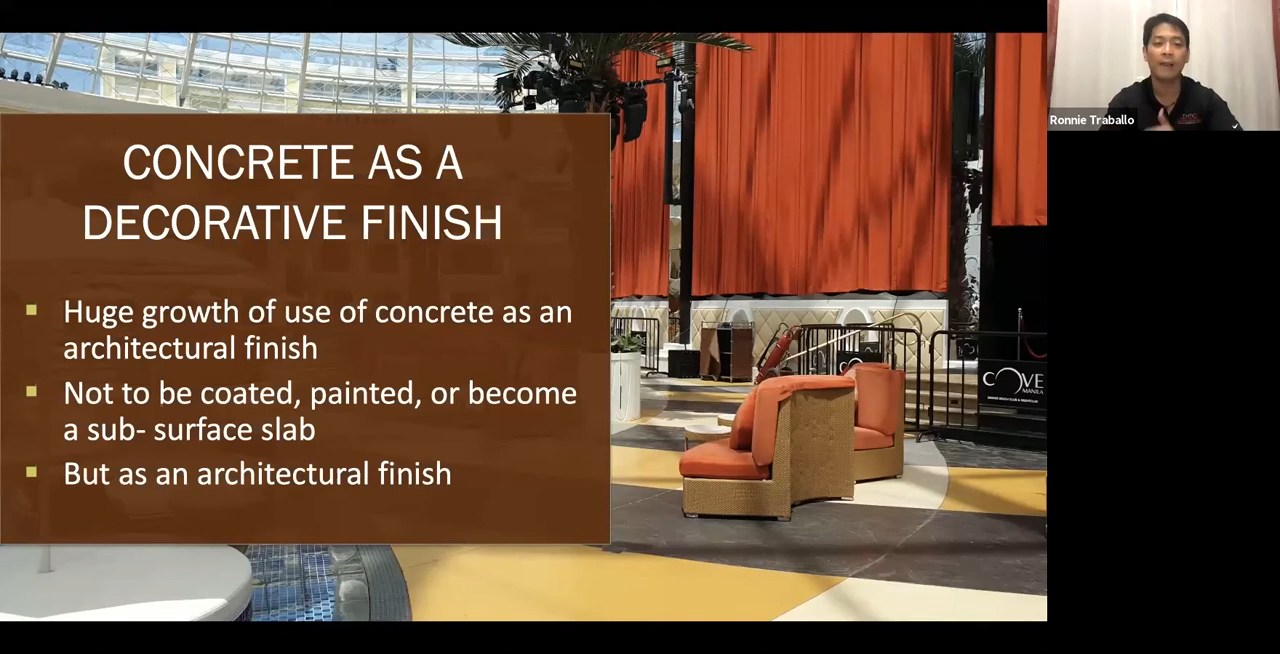 CONCRETE AS A
DECORATIVE FINISH
▪ Huge growth of use of concrete as an
architectural finish
▪ Not to be coated, painted, or become
a sub- surface slab
▪ But as an architectural finish
COVE
MANILA
Ronnie Traballo